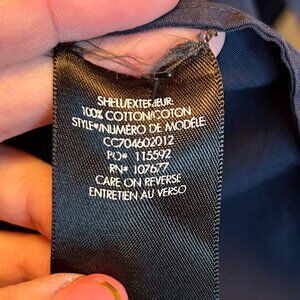 SHELL/EXTERIEUR:
100% COTTON/COTON
STYLE#/NUMÉRO DE MODÈLE:
CC704602012
PO# 115592
RN# 107677
CARE ON REVERSE
ENTRETIEN AU VERSO